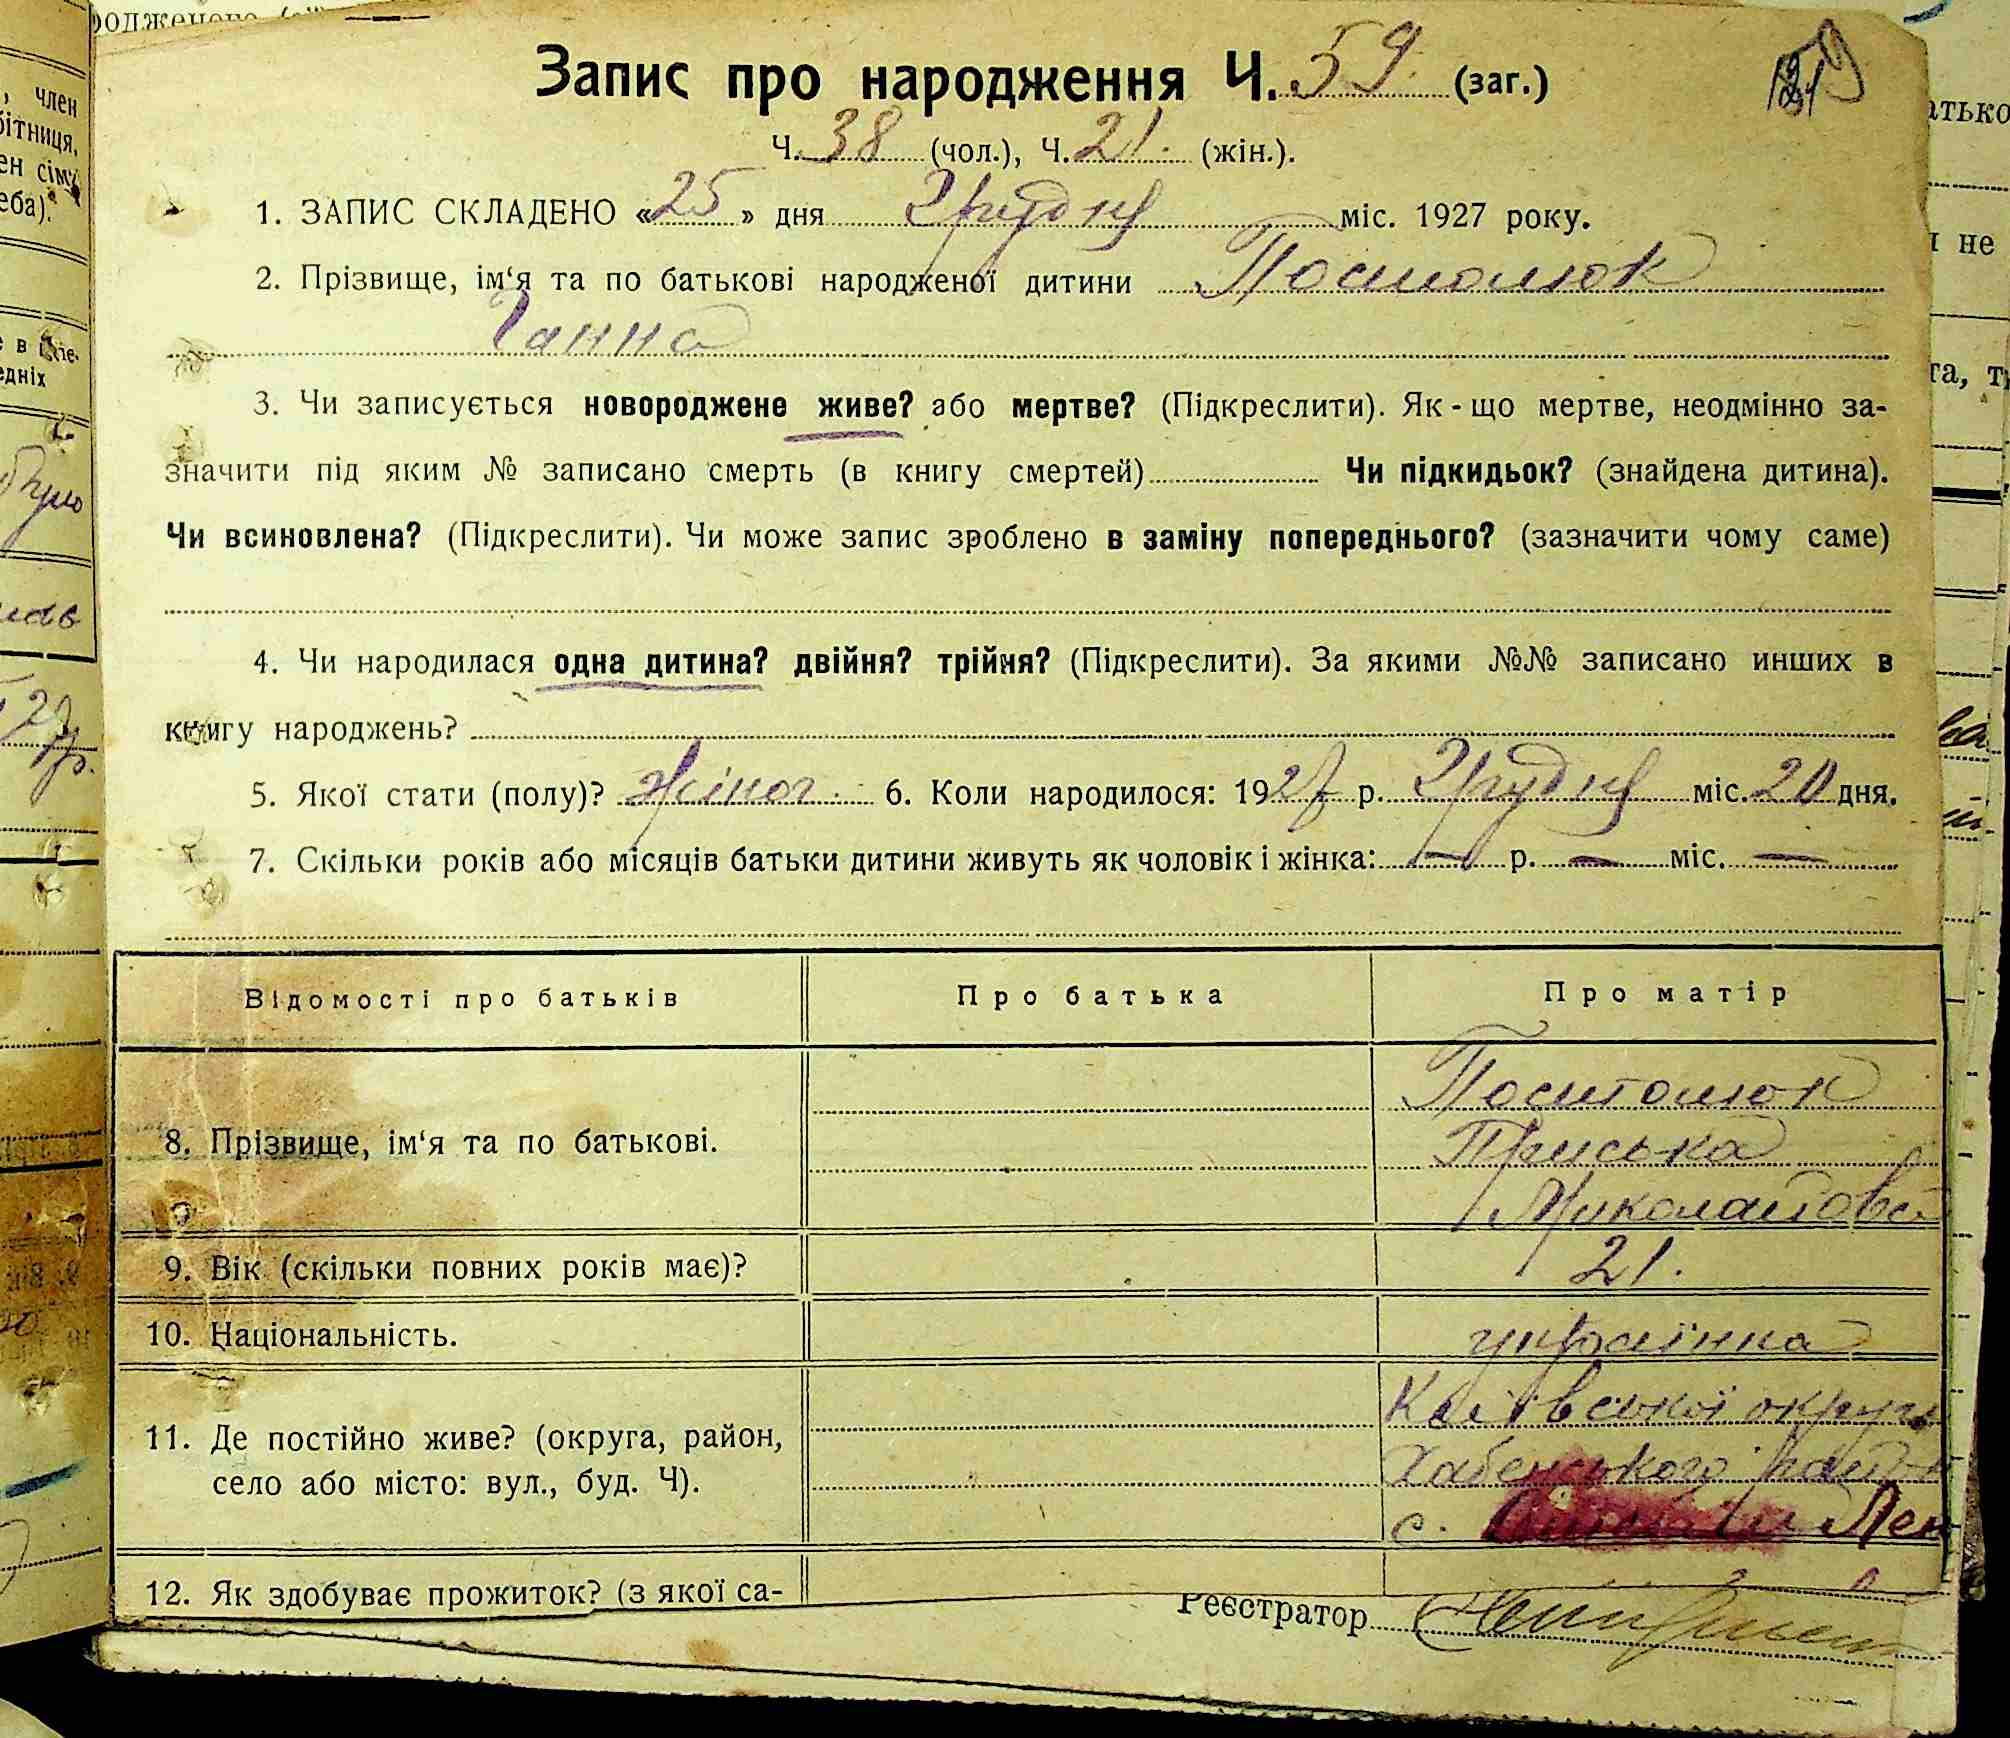 Запис про народження Ч. 59 (заг.)
Ч. 38 (чол.), Ч. 21. (жін.).
1. ЗАПИС СКЛАДЕНО «25» дня Грудня міс. 1927 року.
2. Прізвище, ім‘я та по батькові народженої дитини Постолюк
Ганна
3. Чи записується новороджене живе? або мертве? (Підкреслити). Як-що мертве, неодмінно за-
значити під яким № записано смерть (в книгу смертей) Чи підкидьок? (знайдена дитина).
Чи всиновлена? (Підкреслити). Чи може запис зроблено в заміну попереднього? (зазначити чому саме)
4. Чи народилася одна дитина? двійня? трійня? (Підкреслити). За якими №№ записано инших в
книгу народжень?
5. Якої стати (полу)? жіноч. 6. Коли народилося: 1927 р. Грудня міс. 20 дня.
7. Скільки років або місяців батьки дитини живуть як чоловік і жінка: — р. — міс. —
Відомості про батьків Про батька Про матір
8. Прізвище, ім‘я та по батькові. Постолюк
Приська
Миколаєвна
9. Вік (скільки повних років має)? 21.
10. Національність. українка
11. Де постійно живе? (округа, район, Київської округи
село або місто: вул., буд. Ч). Хабенського
с.
12. Як здобуває прожиток? (з якої са-
Реєстратор